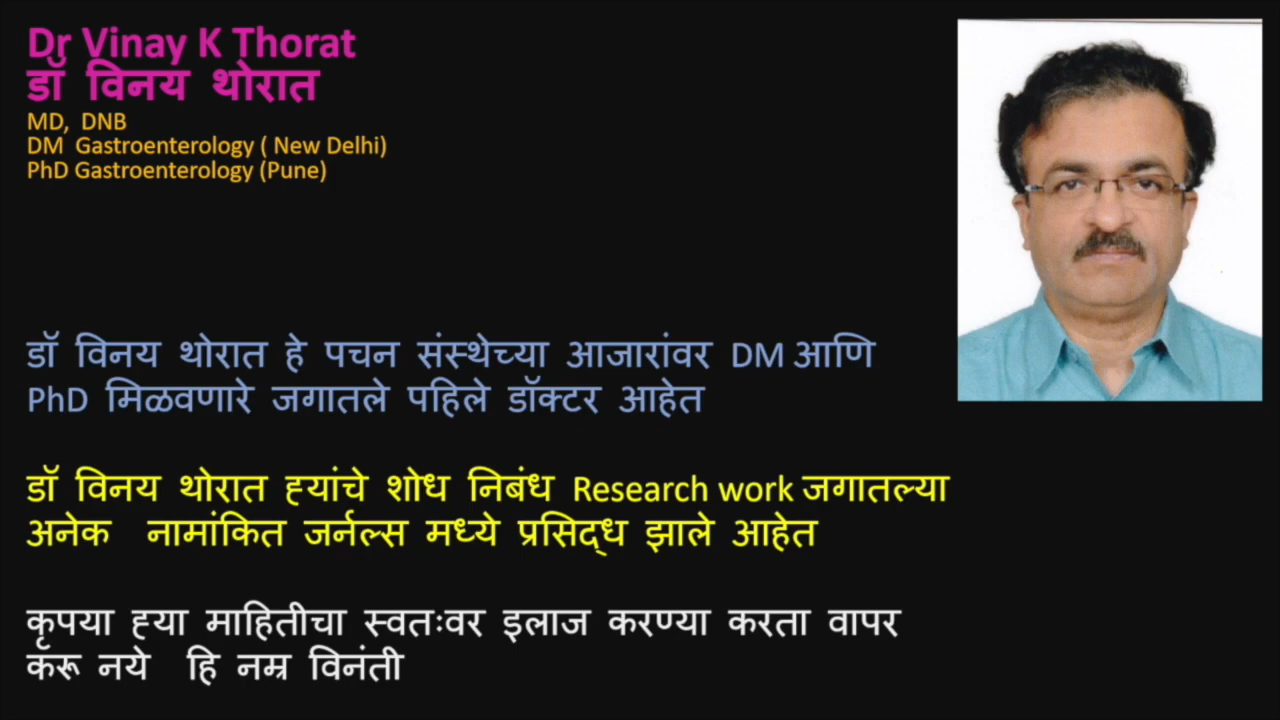 Dr Vinay K Thorat
डॉ विनय थोरात
MD, DNB
DM Gastroenterology ( New Delhi)
PhD Gastroenterology (Pune)
डॉ विनय थोरात हे पचन संस्थेच्या आजारांवर DM आणि
PhD मिळवणारे जगातले पहिले डॉक्टर आहेत
डॉ विनय थोरात ह्यांचे शोध निबंध Research work जगातल्या
अनेक नामांकित जर्नल्स मध्ये प्रसिद्ध झाले आहेत
कृपया ह्या माहितीचा स्वतःवर इलाज करण्या करता वापर
करू नये हि नम्र विनंती